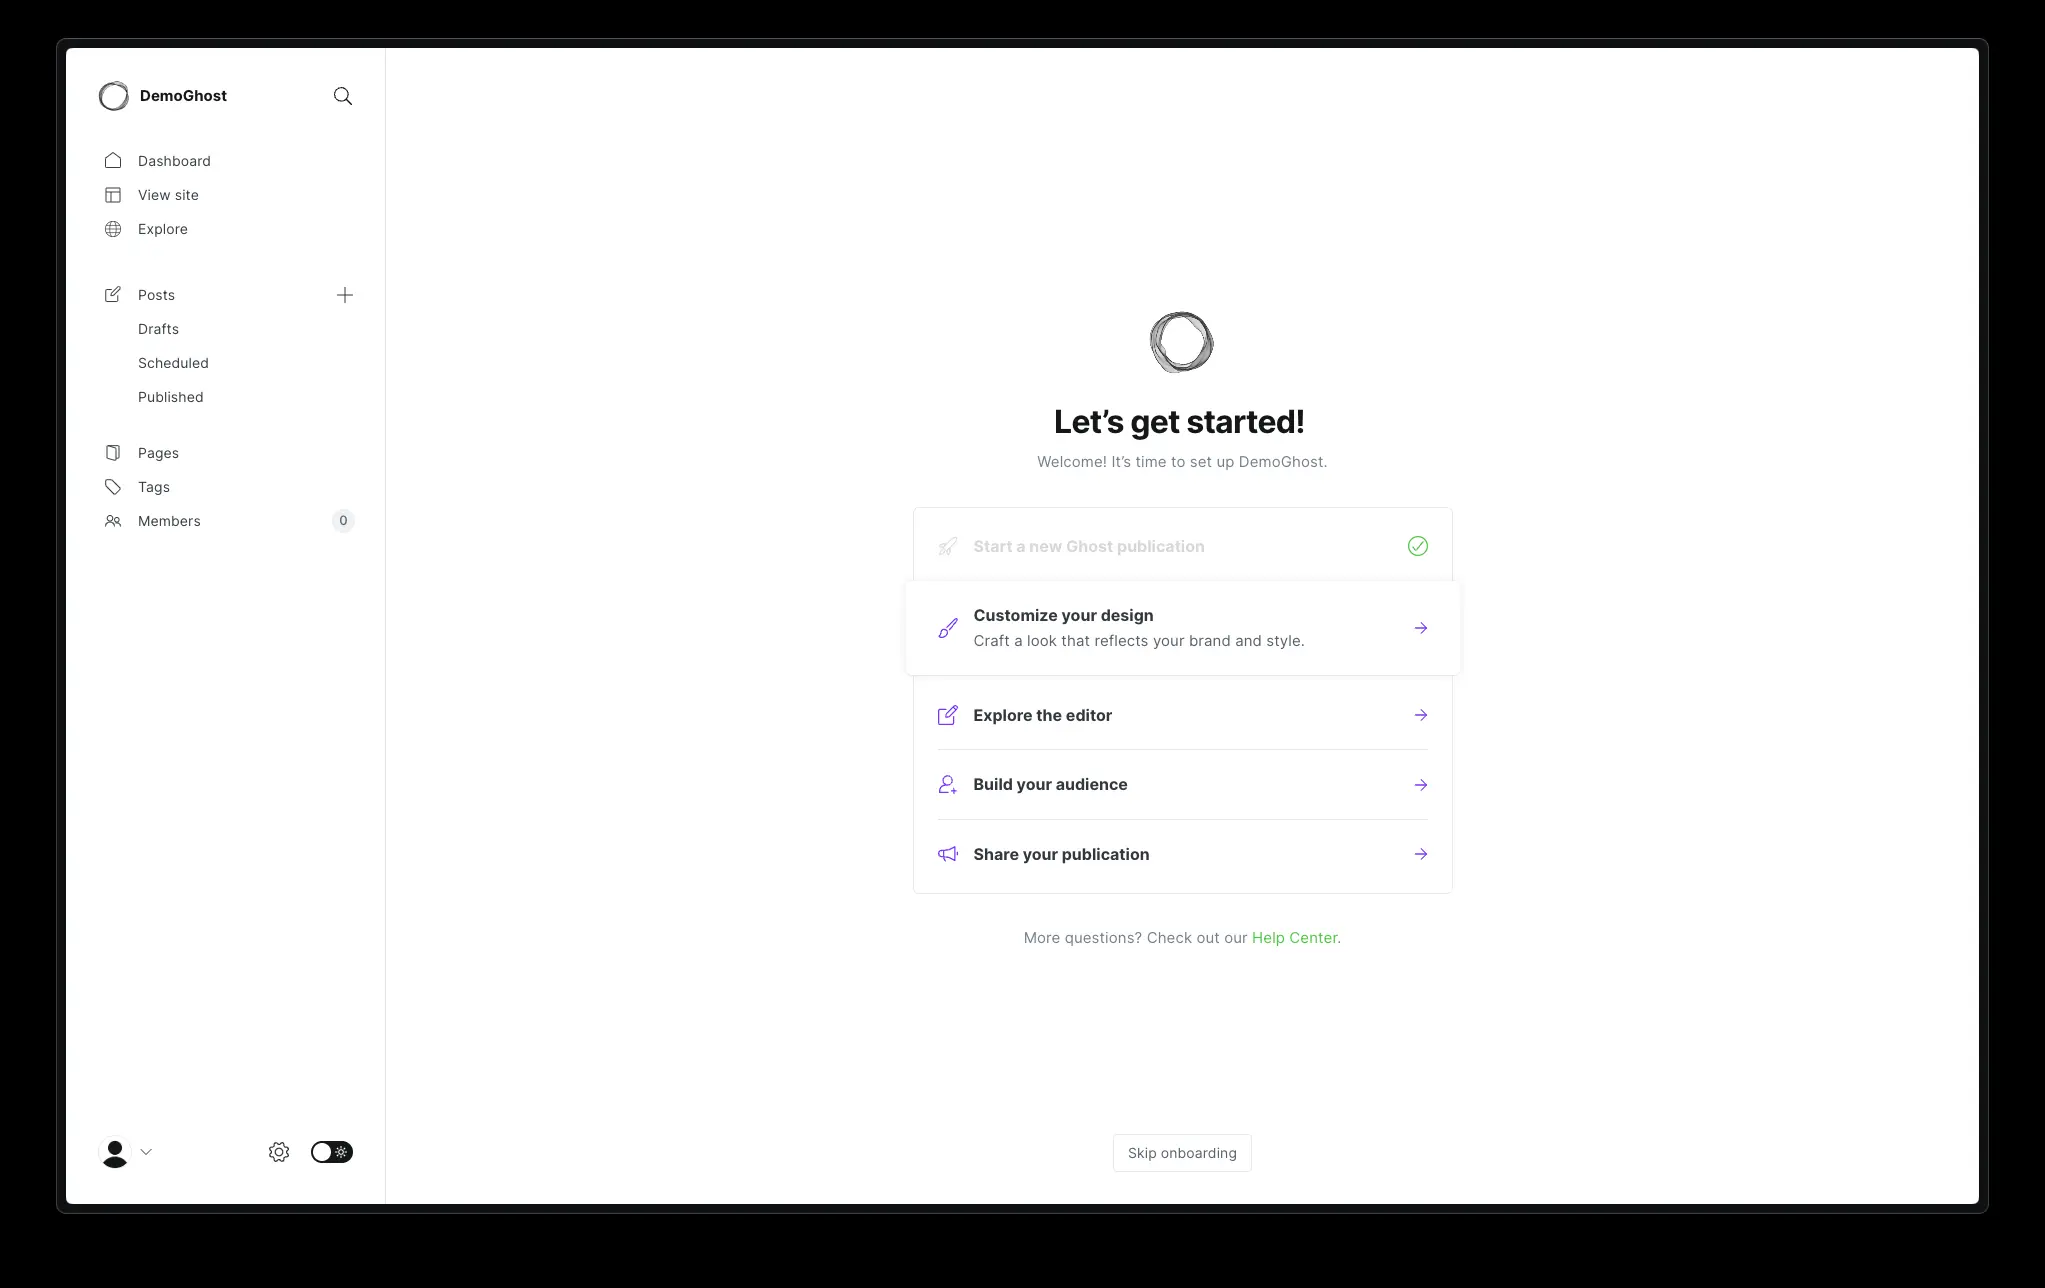 DemoGhost
Dashboard
View site
Explore
Posts
Drafts
Scheduled
Published
Pages
Tags
Members 0
Let’s get started!
Welcome! It’s time to set up DemoGhost.
Start a new Ghost publication
Customize your design
Craft a look that reflects your brand and style.
Explore the editor
Build your audience
Share your publication
More questions? Check out our Help Center.
Skip onboarding